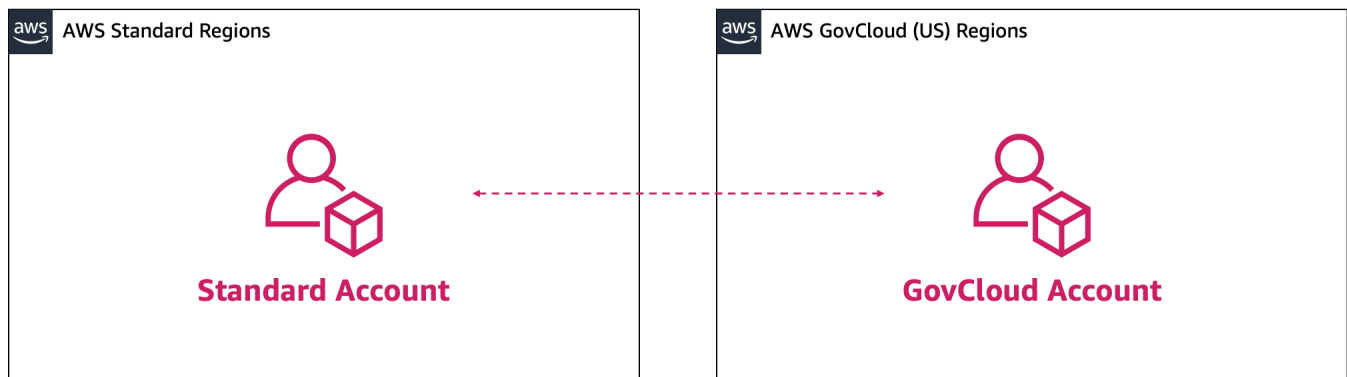 aws AWS Standard Regions
aws AWS GovCloud (US) Regions
Standard Account
GovCloud Account